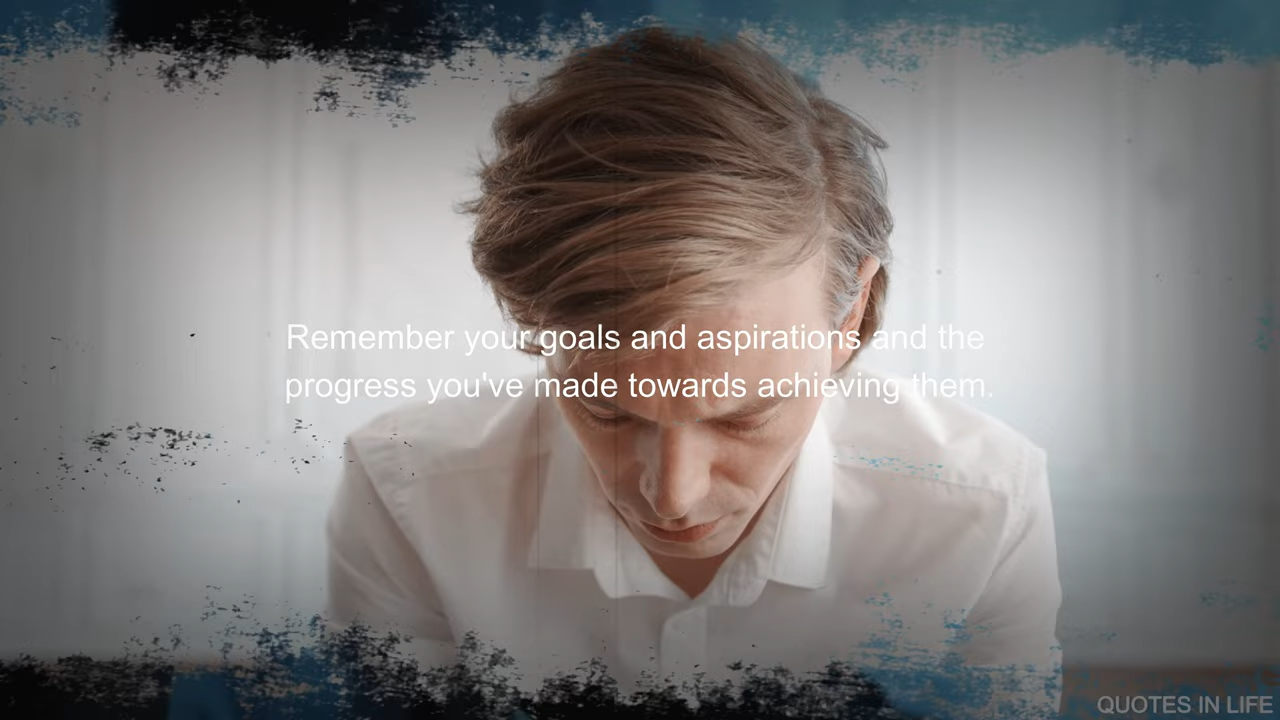 Remember your goals and aspirations and the
progress you've made towards achieving them.
QUOTES IN LIFE